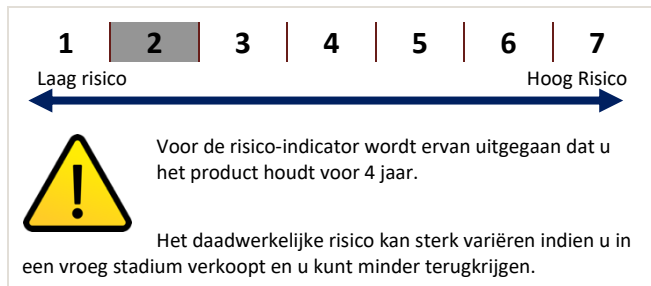 1 2 3 4 5 6 7
Laag risico Hoog Risico
Voor de risico-indicator wordt ervan uitgegaan dat u
het product houdt voor 4 jaar.
Het daadwerkelijke risico kan sterk variëren indien u in
een vroeg stadium verkoopt en u kunt minder terugkrijgen.